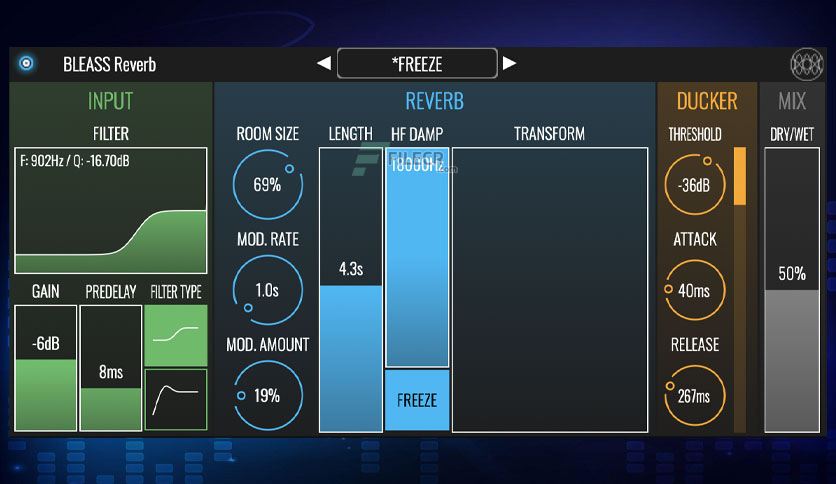 BLEASS Reverb
*FREEZE
INPUT
REVERB
DUCKER
MIX
FILTER
F: 902Hz / Q: -16.70dB
GAIN
PREDELAY
FILTER TYPE
-6dB
8ms
ROOM SIZE
69%
MOD. RATE
1.0s
MOD. AMOUNT
19%
LENGTH
4.3s
HF DAMP
18000Hz
FREEZE
TRANSFORM
THRESHOLD
-36dB
ATTACK
40ms
RELEASE
267ms
DRY/WET
50%
FILECR
.com